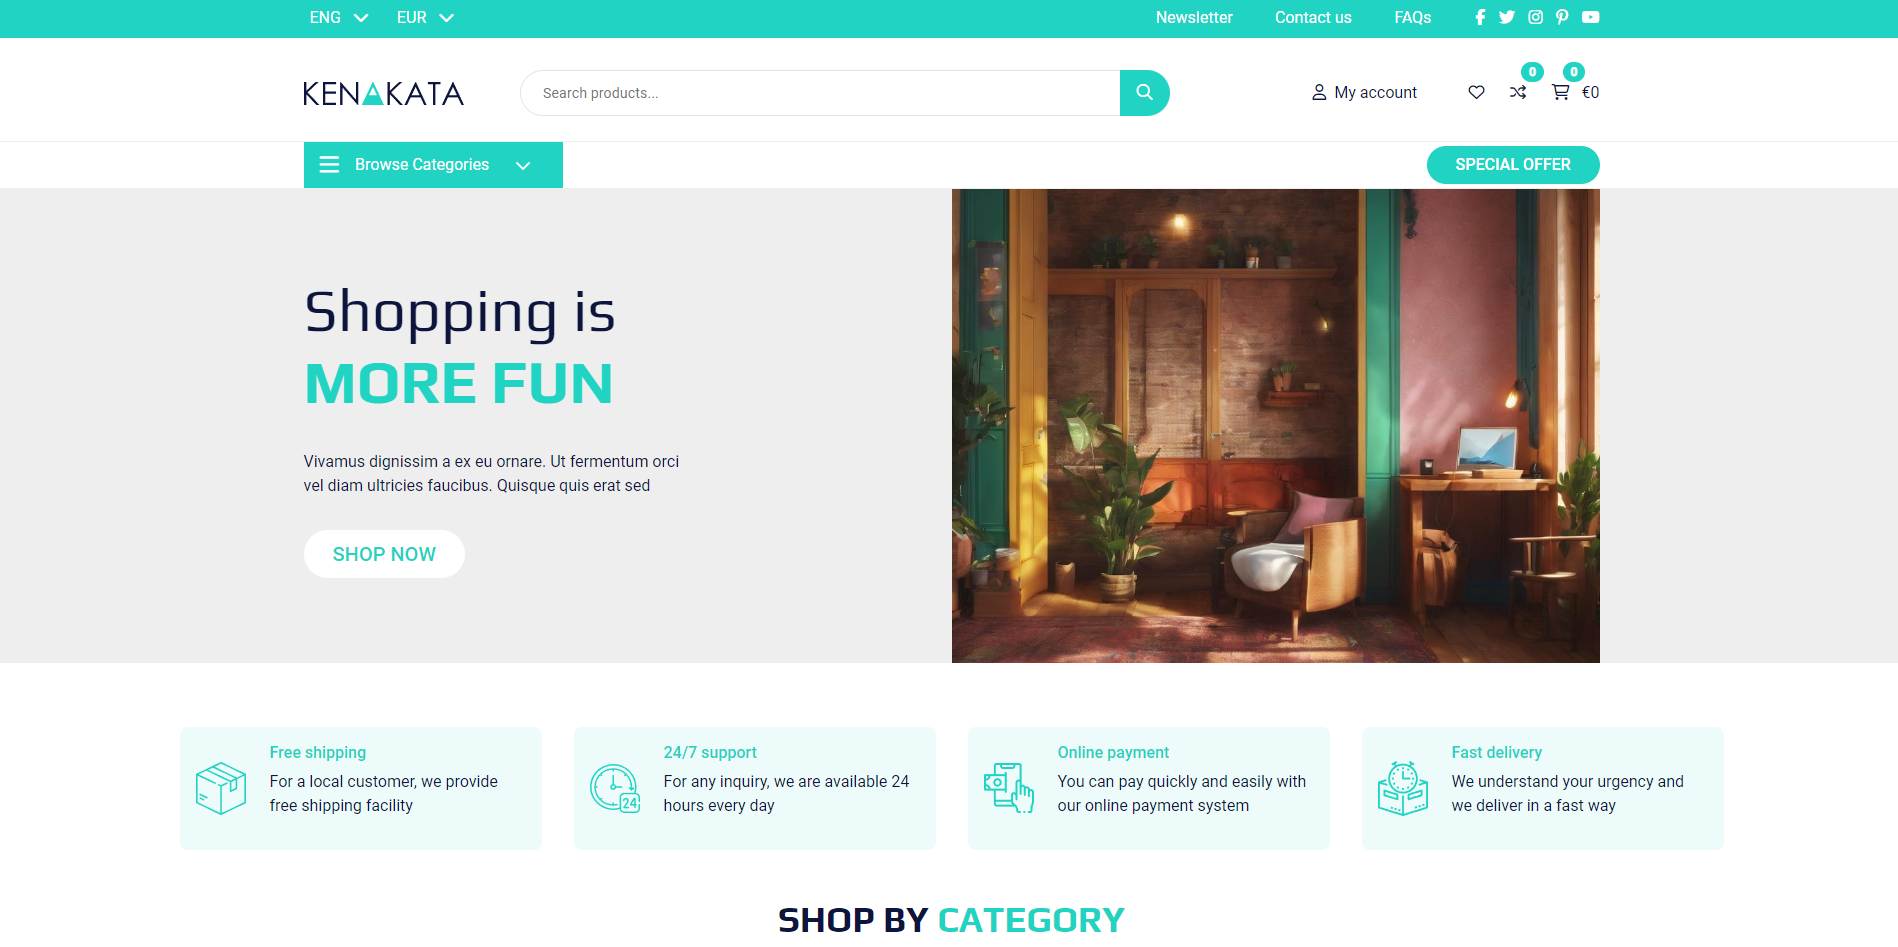 ENG EUR Newsletter Contact us FAQs
KENAKATA Search products... My account 0 0 €0
Browse Categories SPECIAL OFFER
Shopping is
MORE FUN
Vivamus dignissim a ex eu ornare. Ut fermentum orci
vel diam ultricies faucibus. Quisque quis erat sed
SHOP NOW
Free shipping
For a local customer, we provide
free shipping facility
24/7 support
For any inquiry, we are available 24
hours every day
24
Online payment
You can pay quickly and easily with
our online payment system
Fast delivery
We understand your urgency and
we deliver in a fast way
SHOP BY CATEGORY